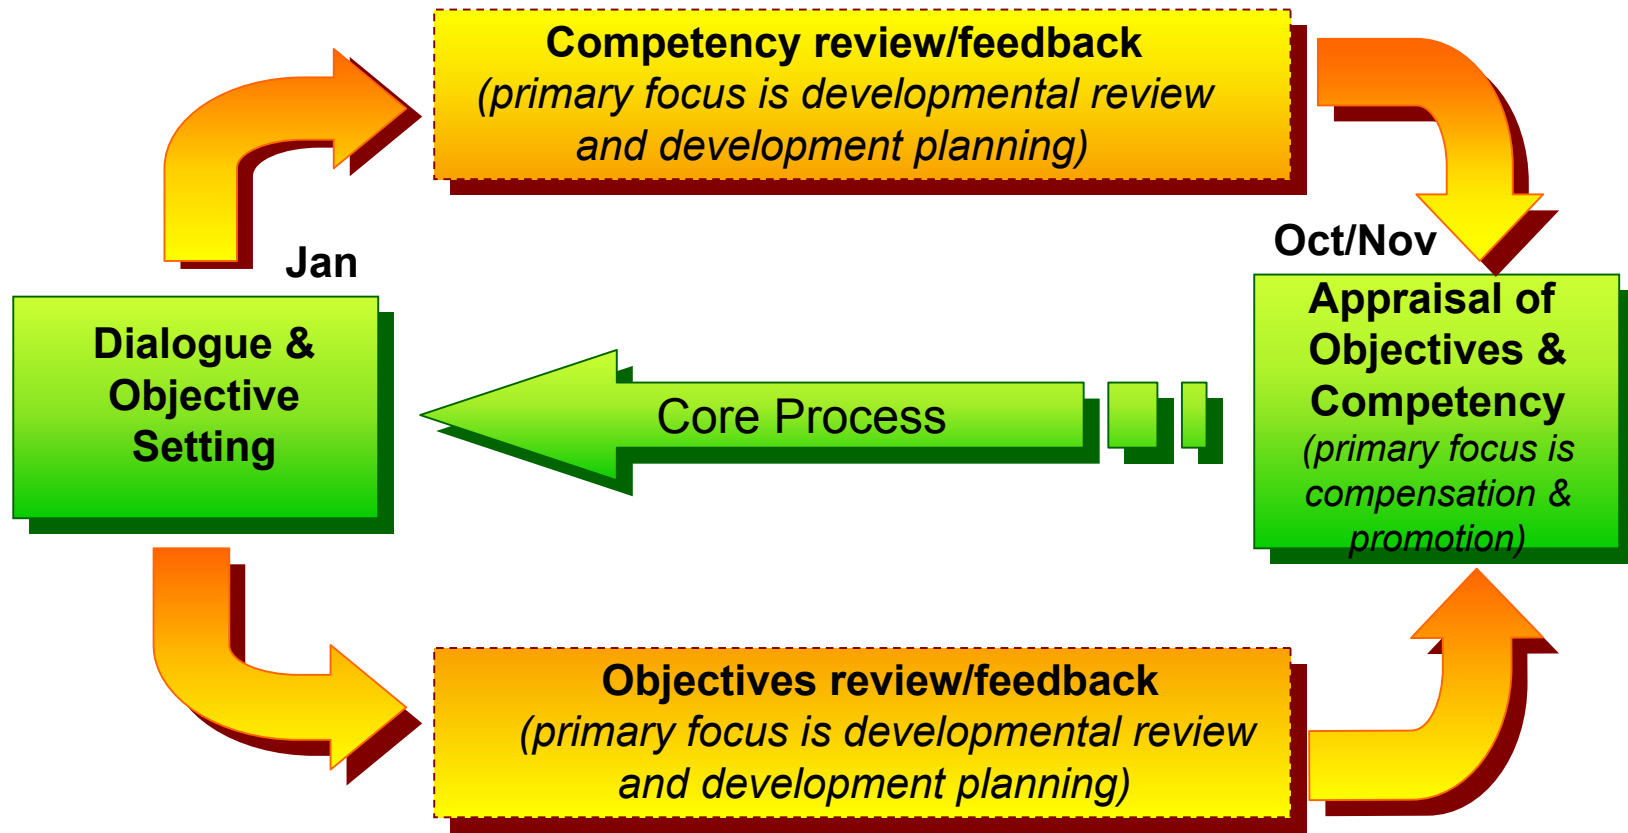 Competency review/feedback
(primary focus is developmental review
and development planning)
Jan
Oct/Nov
Dialogue &
Objective
Setting
Core Process
Appraisal of
Objectives &
Competency
(primary focus is
compensation &
promotion)
Objectives review/feedback
(primary focus is developmental review
and development planning)